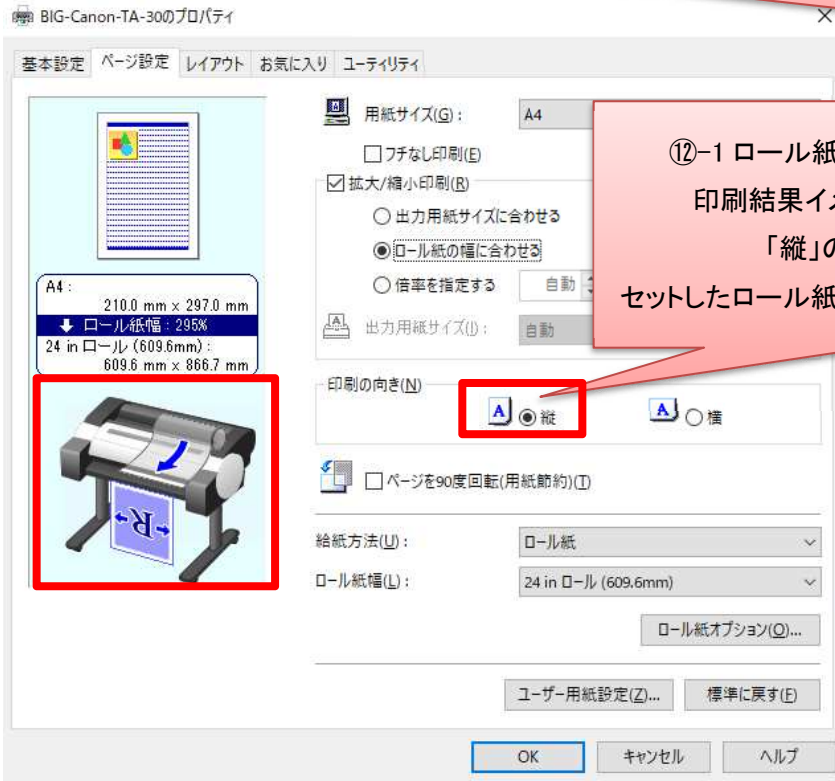 BIG-Canon-TA-30のプロパティ
基本設定 ページ設定 レイアウト お気に入り ユーティリティ
用紙サイズ(G): A4
□フチなし印刷(E)
☑拡大/縮小印刷(R)
○出力用紙サイズに合わせる
◉ロール紙の幅に合わせる
○倍率を指定する 自動
出力用紙サイズ(I): 自動
⑫-1 ロール紙
印刷結果イメ
「縦」の
セットしたロール紙
A4:
210.0 mm x 297.0 mm
ロール紙幅: 295%
24 in ロール (609.6mm):
609.6 mm x 866.7 mm
印刷の向き(N)
A ◉縦 A ○横
□ページを90度回転(用紙節約)(T)
R
給紙方法(U): ロール紙
ロール紙幅(L): 24 in ロール (609.6mm)
ロール紙オプション(O)...
ユーザー用紙設定(Z)... 標準に戻す(F)
OK キャンセル ヘルプ